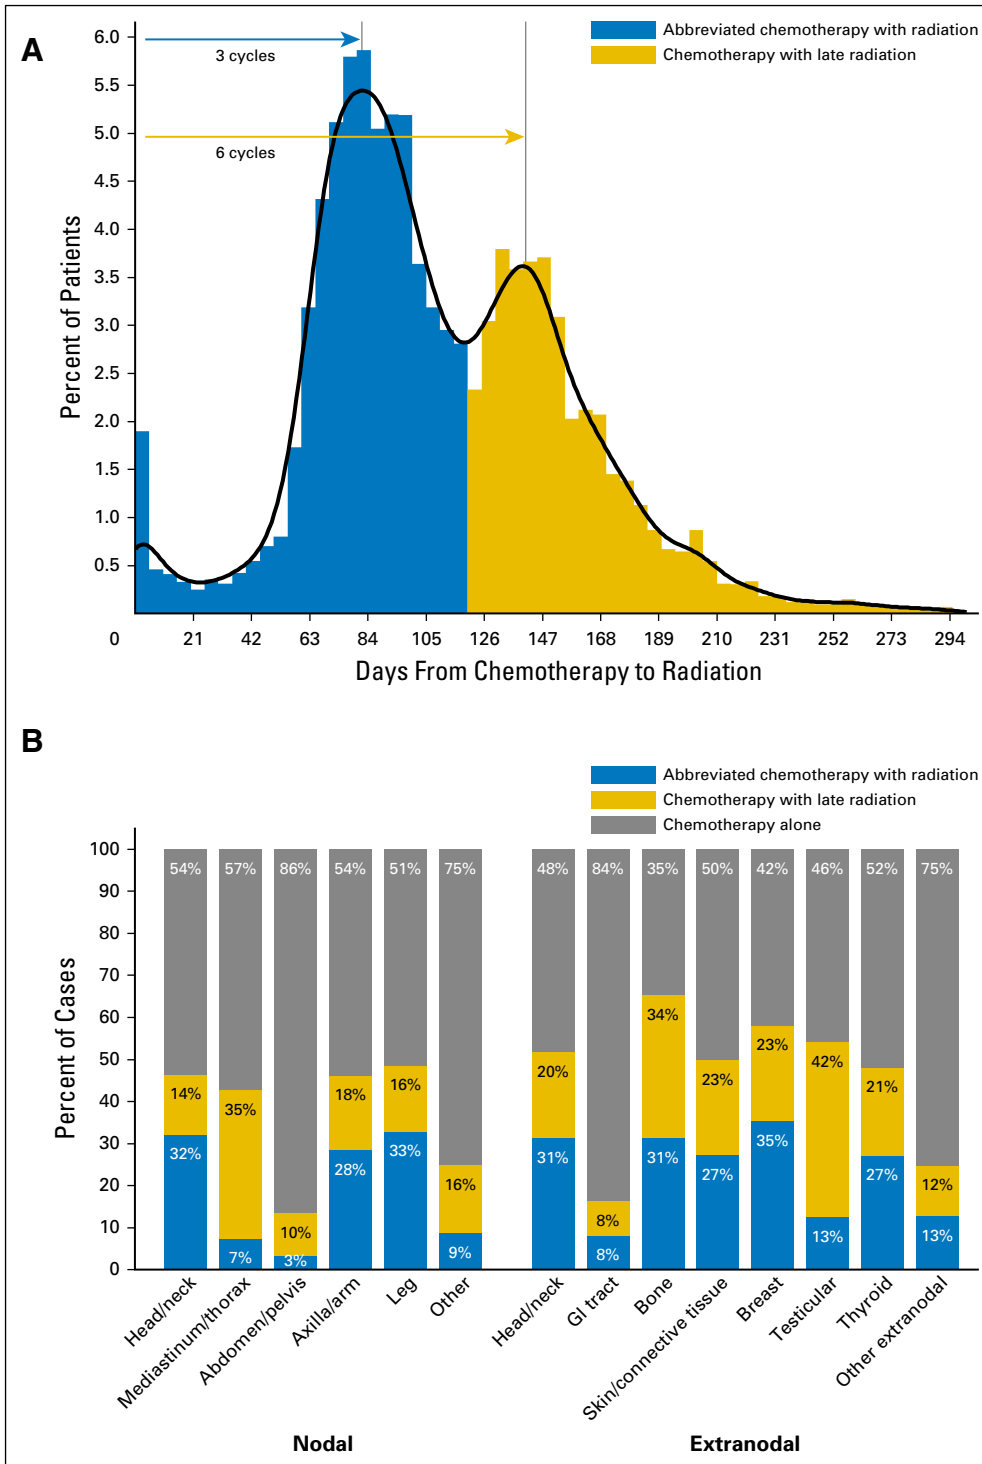 A
Abbreviated chemotherapy with radiation
Chemotherapy with late radiation
3 cycles
6 cycles
6.0
5.5
5.0
4.5
4.0
3.5
3.0
2.5
2.0
1.5
1.0
0.5
Percent of Patients
0 21 42 63 84 105 126 147 168 189 210 231 252 273 294
Days From Chemotherapy to Radiation
B
Abbreviated chemotherapy with radiation
Chemotherapy with late radiation
Chemotherapy alone
100
90
80
70
60
50
40
30
20
10
0
Percent of Cases
54% 57% 86% 54% 51% 75% 48% 84% 35% 50% 42% 46% 52% 75%
14% 35% 10% 18% 16% 16% 20% 8% 34% 23% 23% 42% 21% 12%
32% 7% 3% 28% 33% 9% 31% 8% 31% 27% 35% 13% 27% 13%
Head/neck
Mediastinum/thorax
Abdomen/pelvis
Axilla/arm
Leg
Other
Head/neck
GI tract
Bone
Skin/connective tissue
Breast
Testicular
Thyroid
Other extranodal
Nodal
Extranodal